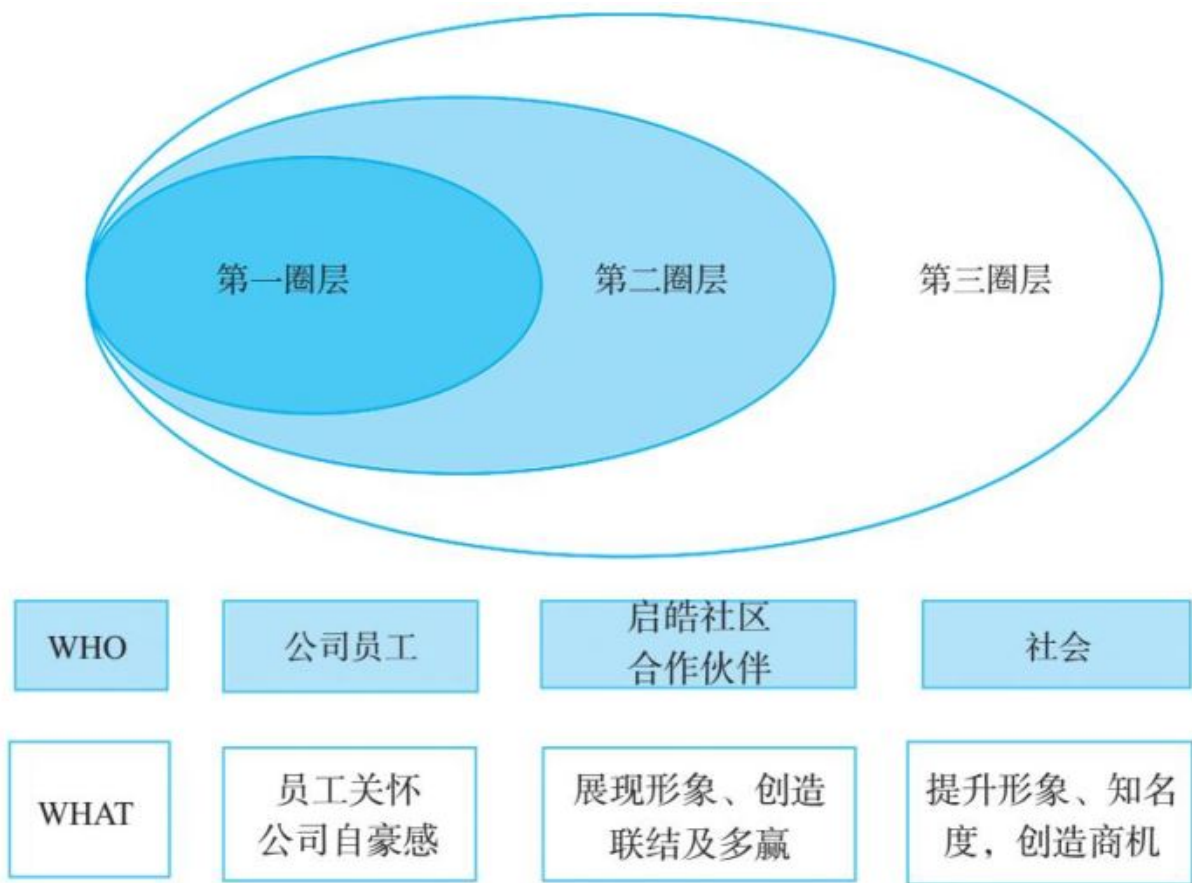 第一圈层
第二圈层
第三圈层
WHO
公司员工
启皓社区
合作伙伴
社会
WHAT
员工关怀
公司自豪感
展现形象、创造
联结及多赢
提升形象、知名
度，创造商机